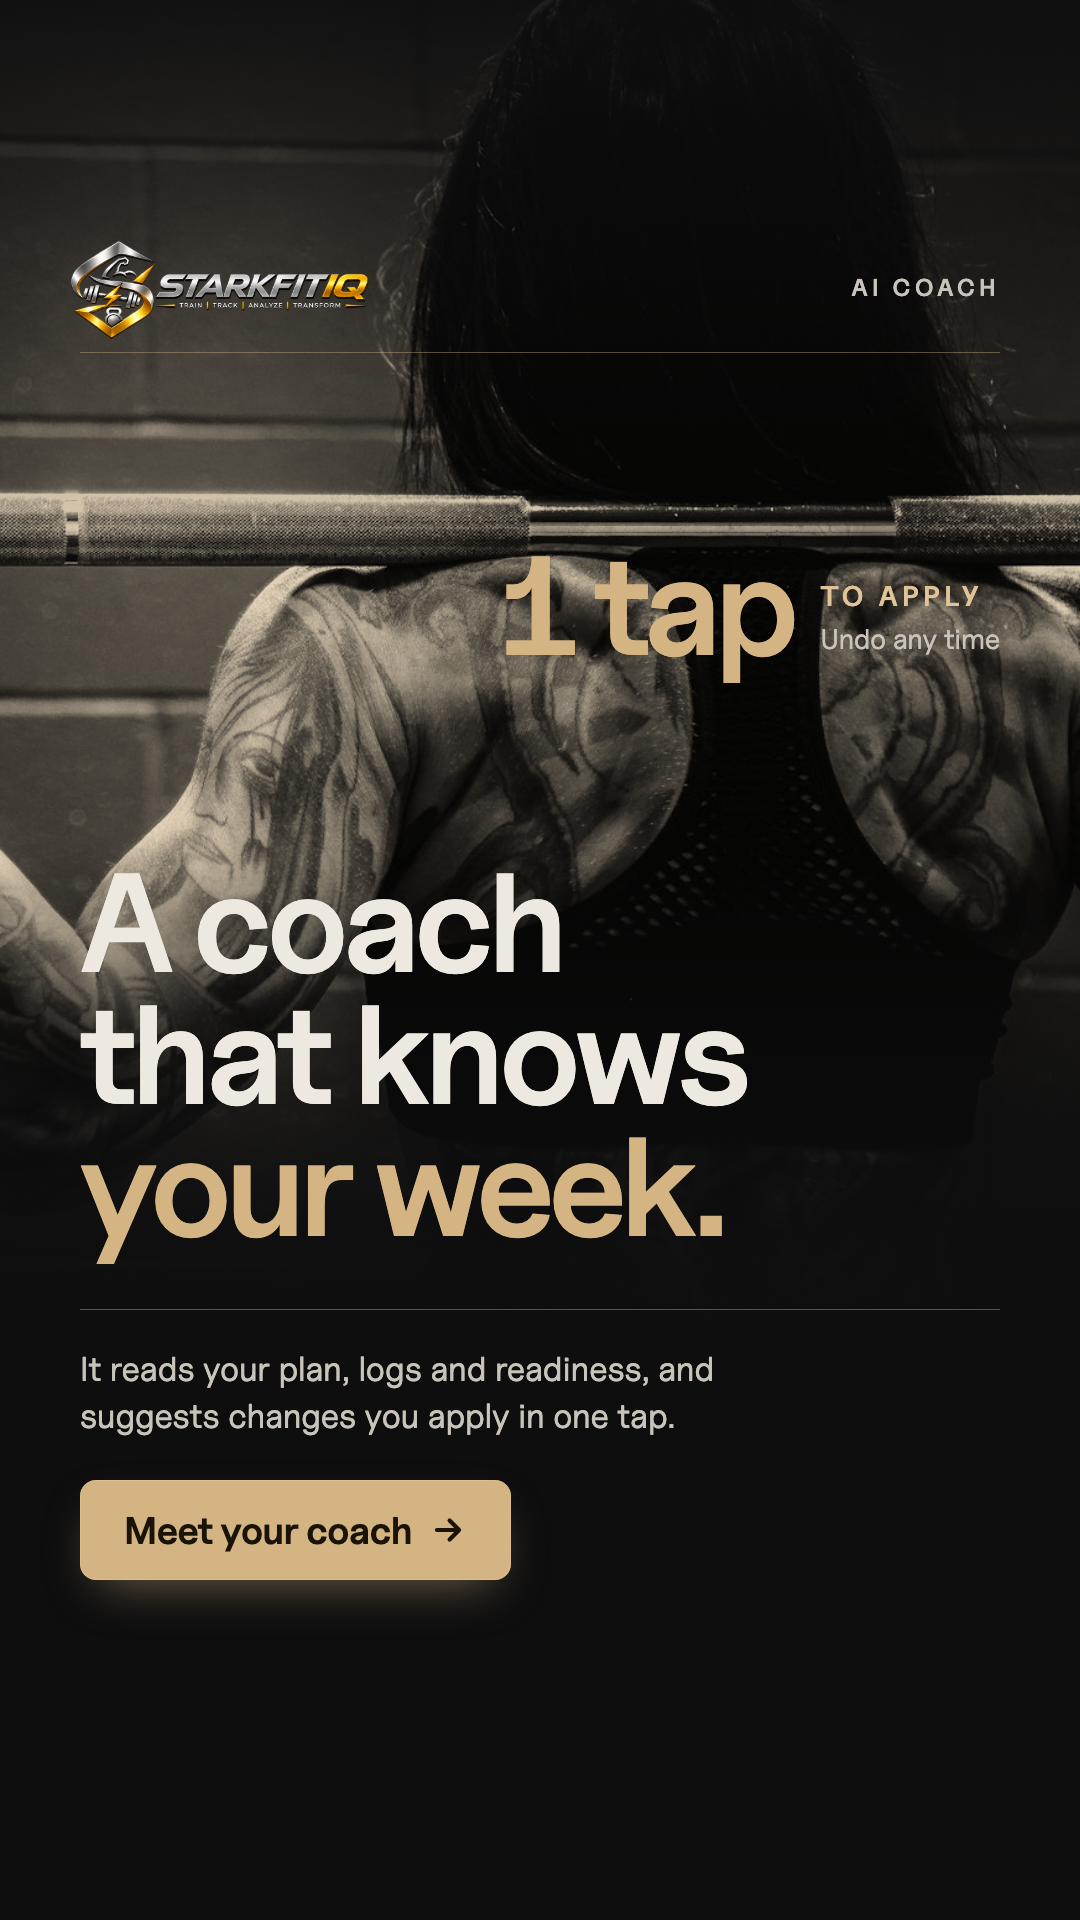 STARKFITIQ
TRAIN | TRACK | ANALYZE | TRANSFORM
AI COACH
1 tap
TO APPLY
Undo any time
A coach
that knows
your week.
It reads your plan, logs and readiness, and
suggests changes you apply in one tap.
Meet your coach →